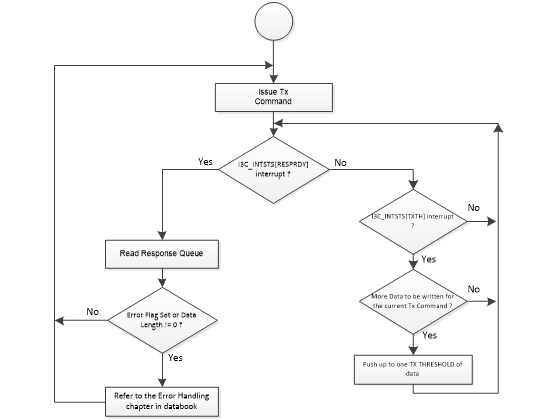 Issue Tx
Command
Yes
I3C_INTSTS[RESPRDY]
interrupt ?
No
I3C_INTSTS[TXTH] Interrupt
?
No
Yes
Read Response Queue
More Data to be written for
the current Tx Command ?
No
Yes
No
Error Flag Set or Data
Length != 0 ?
Yes
Push up to one TX THRESHOLD of
data
Refer to the Error Handling
chapter in databook